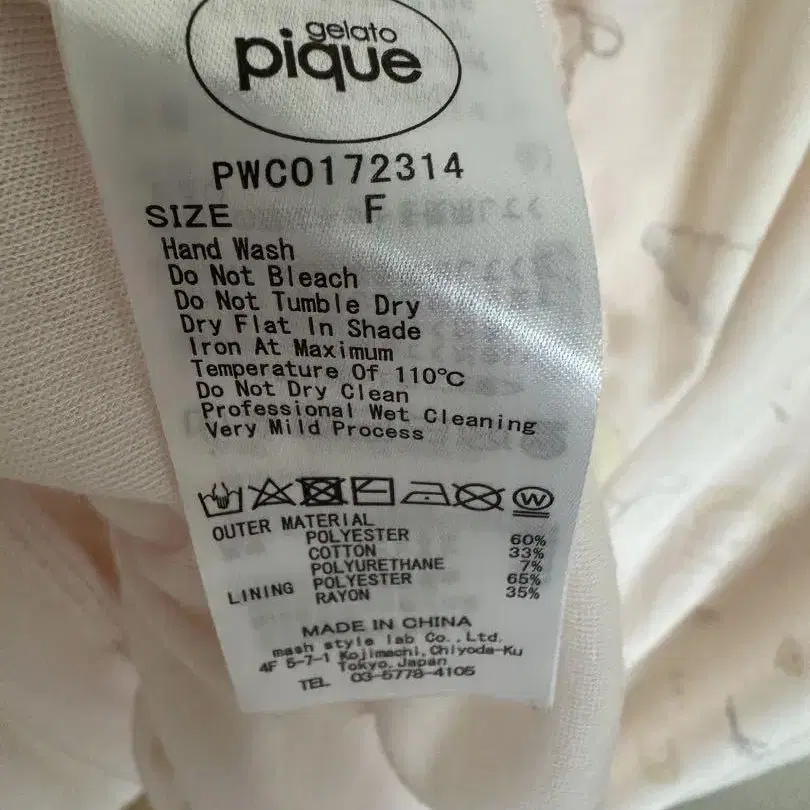 gelato
pique
PWCO172314
SIZE F
Hand Wash
Do Not Bleach
Do Not Tumble Dry
Dry Flat In Shade
Iron At Maximum
Temperature Of 110℃
Do Not Dry Clean
Professional Wet Cleaning
Very Mild Process
W
OUTER MATERIAL
POLYESTER 60%
COTTON 33%
POLYURETHANE 7%
LINING POLYESTER 65%
RAYON 35%
MADE IN CHINA
mash style lab Co.,Ltd.
4F 5-7-1 Kojimachi,Chiyoda-Ku
Tokyo,Japan
TEL 03-5778-4105